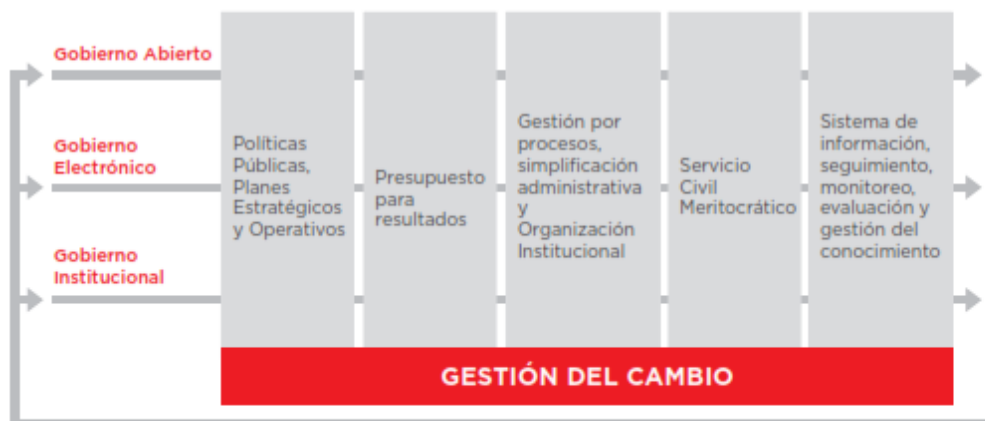 Gobierno Abierto
Gobierno
Electrónico
Gobierno
Institucional
Políticas
Públicas,
Planes
Estratégicos
y Operativos
Presupuesto
para
resultados
Gestión por
procesos,
simplificación
administrativa
y
Organización
Institucional
Servicio
Civil
Meritocrático
Sistema de
información,
seguimiento,
monitoreo,
evaluación y
gestión del
conocimiento
GESTIÓN DEL CAMBIO